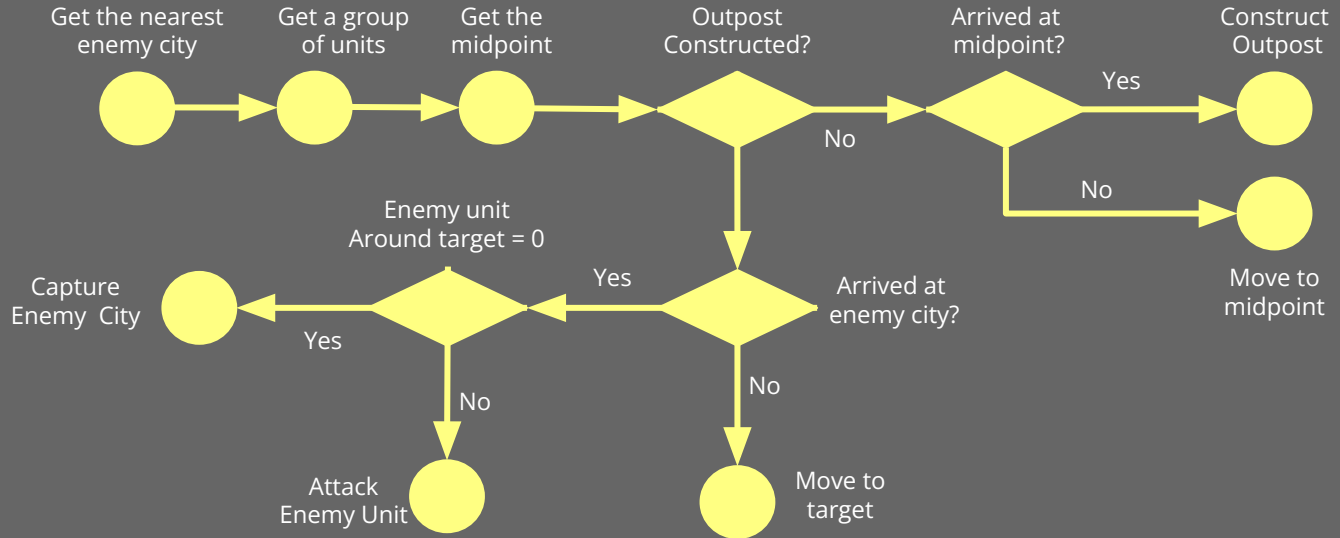 Get the nearest
enemy city
Get a group
of units
Get the
midpoint
Outpost
Constructed?
Arrived at
midpoint?
Construct
Outpost
Yes
No
No
Move to
midpoint
Enemy unit
Around target = 0
Yes
Arrived at
enemy city?
Capture
Enemy City
Yes
No
No
Attack
Enemy Unit
Move to
target